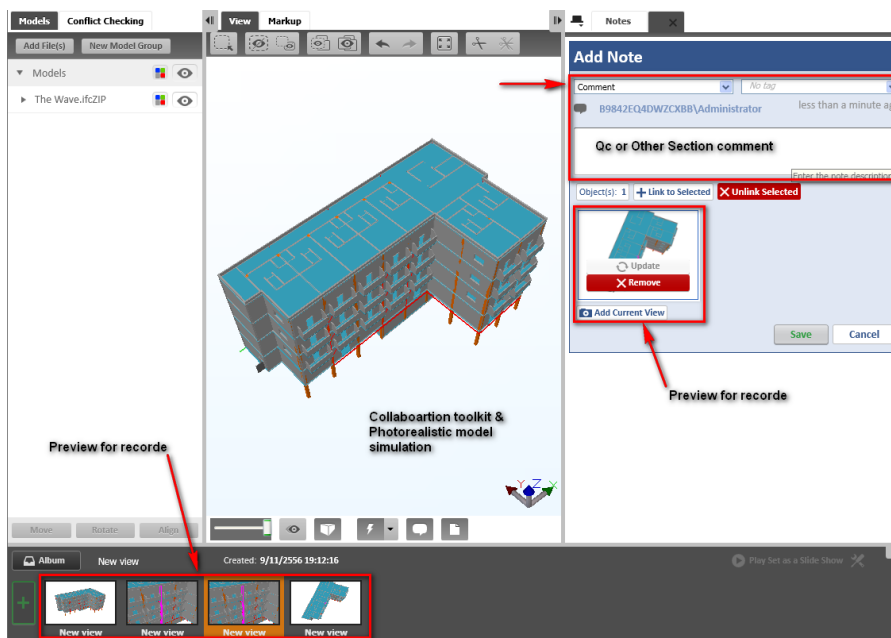 Models Conflict Checking
Add File(s) New Model Group
Models
The Wave.ifcZIP
Move Rotate Align
View Markup
Collaboartion toolkit &
Photorealistic model
simulation
Y Z X
Preview for recorde
Notes
Add Note
Comment No tag
B9842EQ4DWZCXBB\Administrator less than a minute ag
Qc or Other Section comment
Enter the note description
Object(s): 1 Link to Selected Unlink Selected
Update
Remove
Add Current View
Save Cancel
Preview for recorde
Album New view Created: 9/11/2556 19:12:16 Play Set as a Slide Show
New view New view New view New view